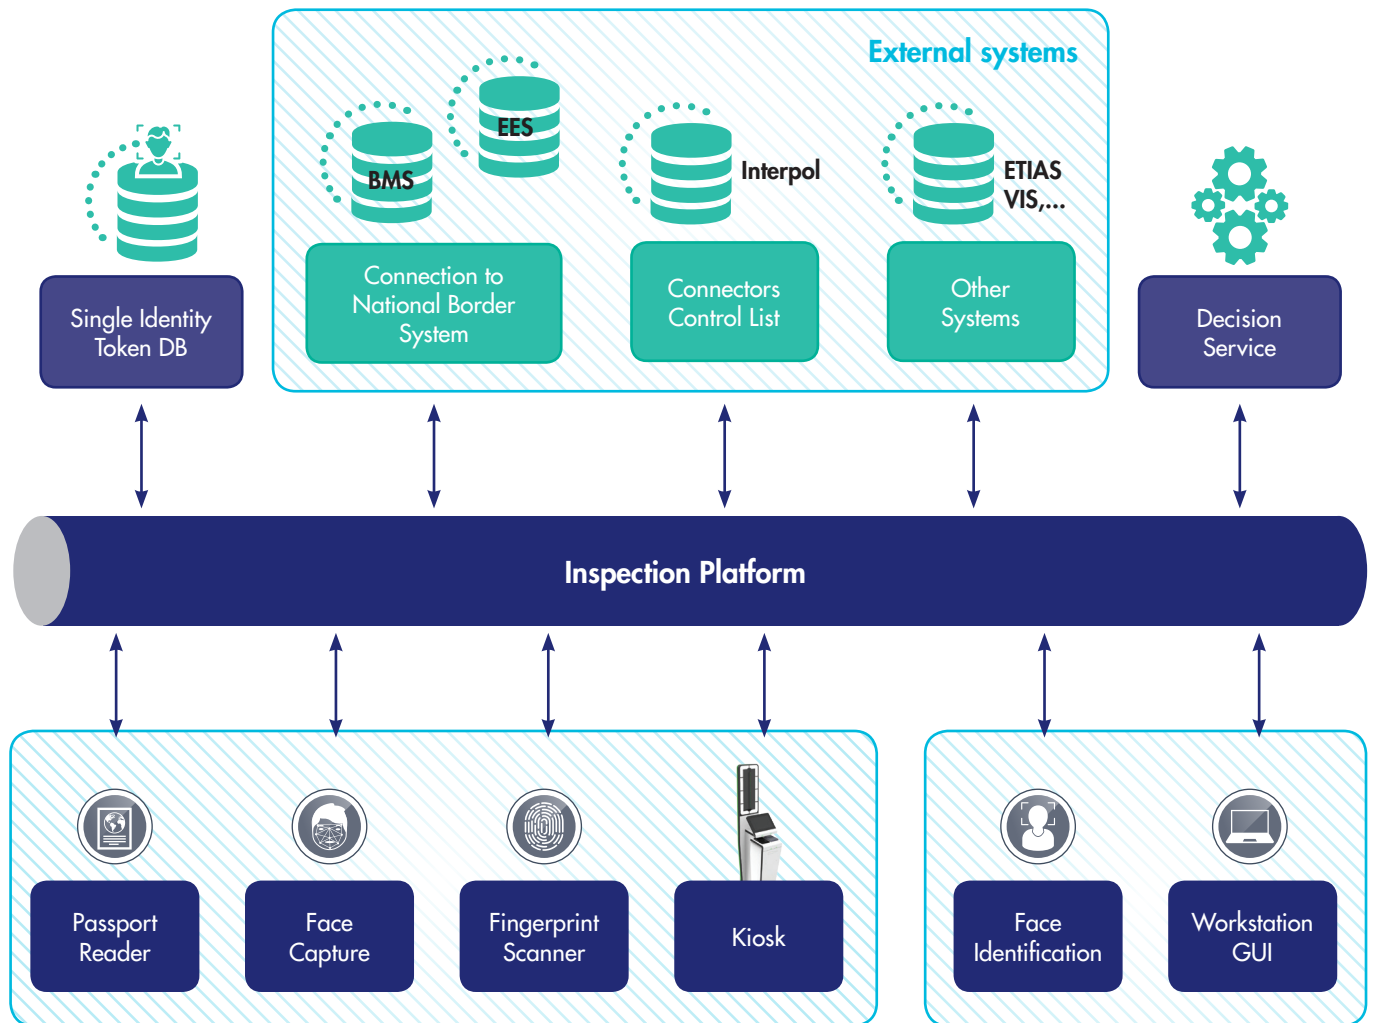 External systems
EES
BMS
Interpol
ETIAS
VIS,...
Single Identity
Token DB
Connection to
National Border
System
Connectors
Control List
Other
Systems
Decision
Service
Inspection Platform
Passport
Reader
Face
Capture
Fingerprint
Scanner
Kiosk
Face
Identification
Workstation
GUI